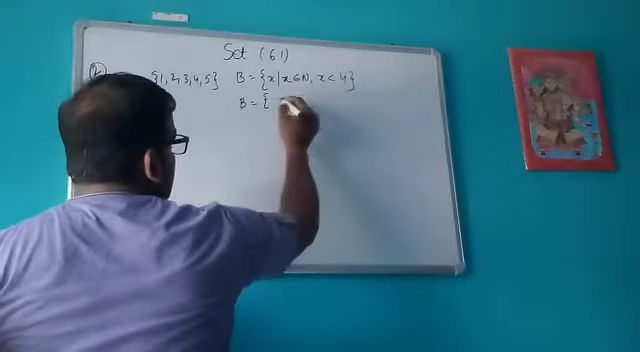 Set (61)
{1,2,3,4,5} B = {x|x∈N, x<4}
B = {